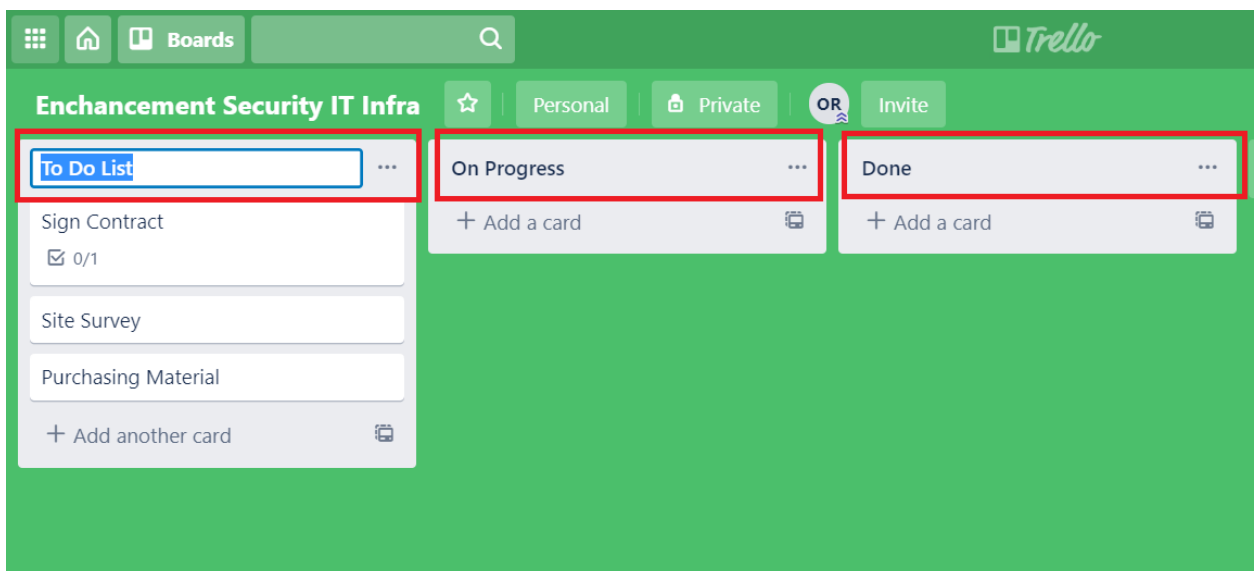 Boards
Trello
Enchancement Security IT Infra
Personal
Private
OR
Invite
To Do List
Sign Contract
0/1
Site Survey
Purchasing Material
+ Add another card
On Progress
+ Add a card
Done
+ Add a card